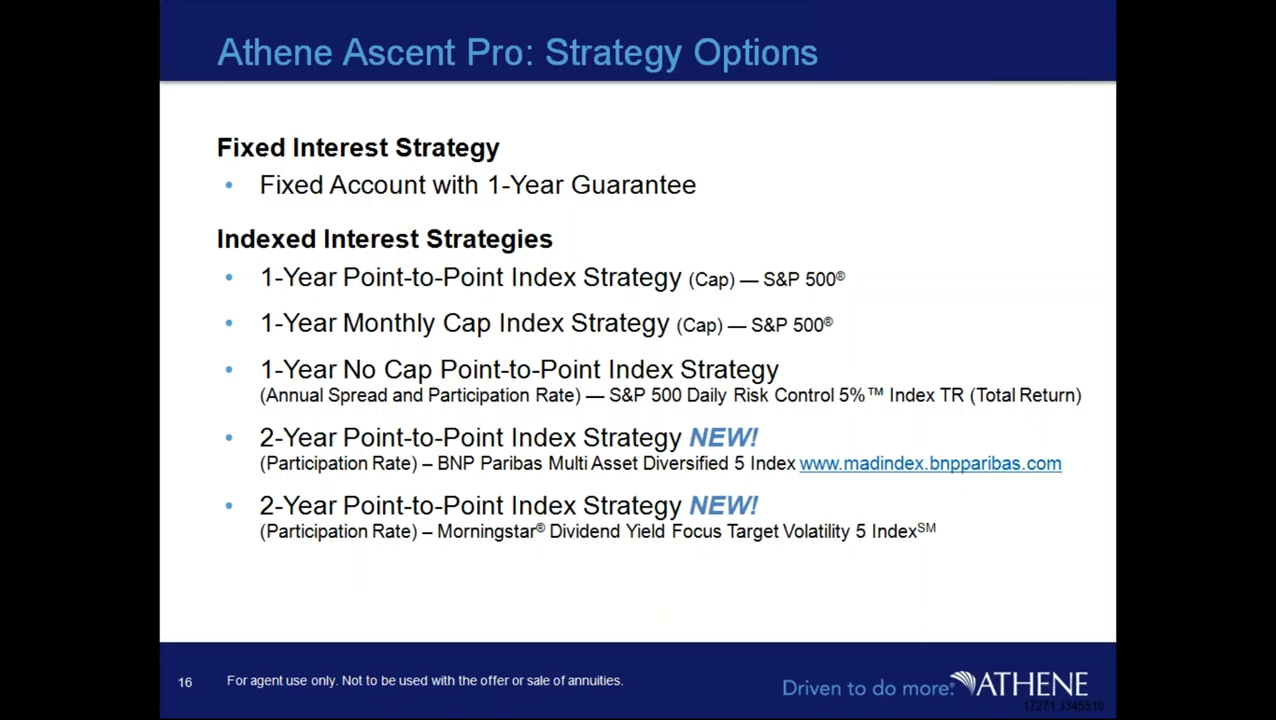 Athene Ascent Pro: Strategy Options
Fixed Interest Strategy
• Fixed Account with 1-Year Guarantee
Indexed Interest Strategies
• 1-Year Point-to-Point Index Strategy (Cap) — S&P 500®
• 1-Year Monthly Cap Index Strategy (Cap) — S&P 500®
• 1-Year No Cap Point-to-Point Index Strategy
(Annual Spread and Participation Rate) — S&P 500 Daily Risk Control 5%™ Index TR (Total Return)
• 2-Year Point-to-Point Index Strategy NEW!
(Participation Rate) – BNP Paribas Multi Asset Diversified 5 Index www.madindex.bnpparibas.com
• 2-Year Point-to-Point Index Strategy NEW!
(Participation Rate) – Morningstar® Dividend Yield Focus Target Volatility 5 Index℠
16
For agent use only. Not to be used with the offer or sale of annuities.
Driven to do more.® ATHENE